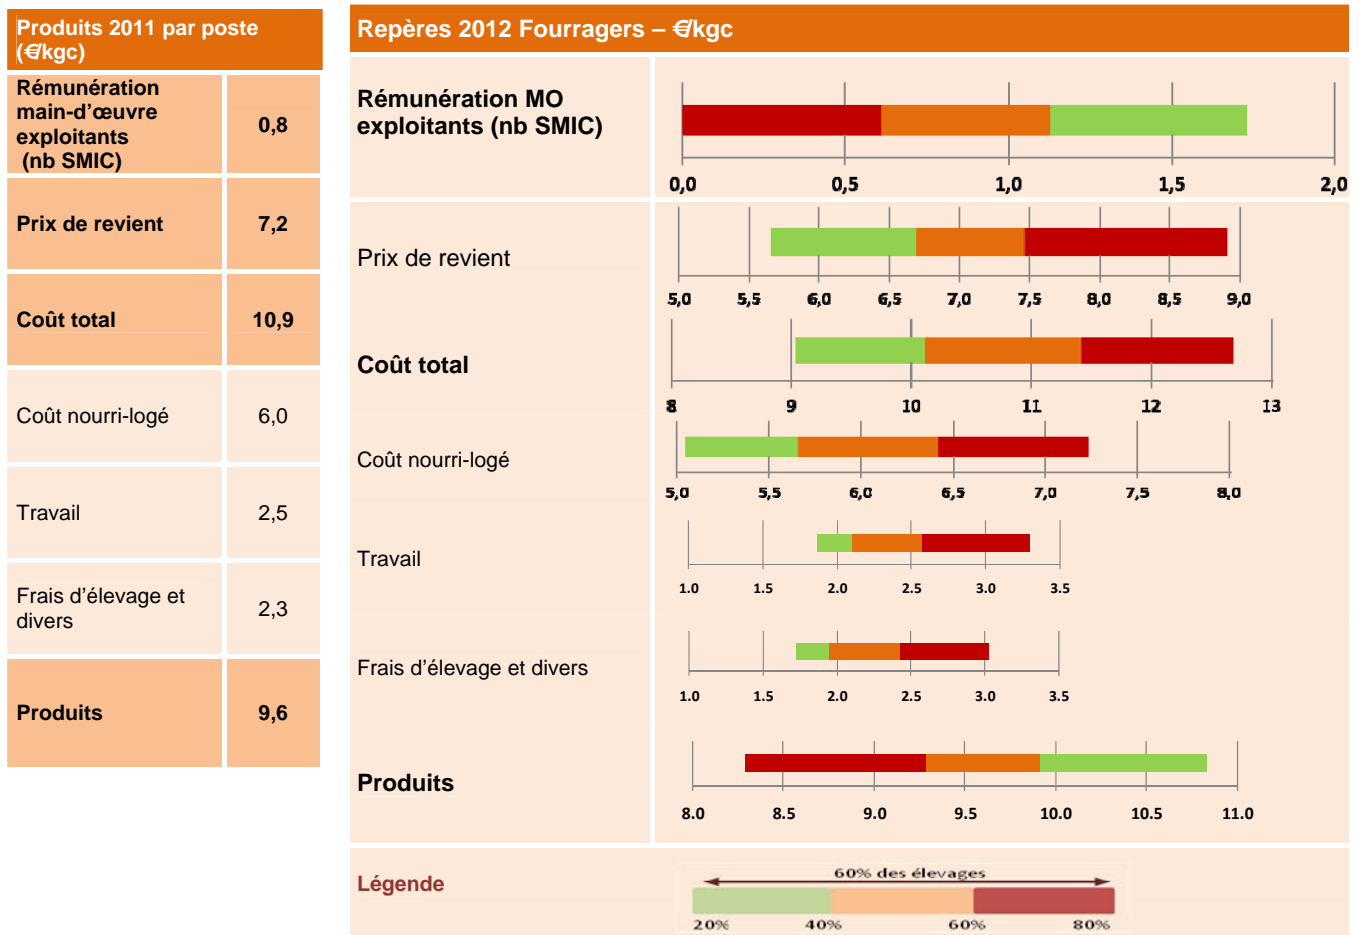 Produits 2011 par poste
(€/kgc)
Rémunération
main-d'œuvre
exploitants
(nb SMIC)
0,8
Prix de revient
7,2
Coût total
10,9
Coût nourri-logé
6,0
Travail
2,5
Frais d'élevage et
divers
2,3
Produits
9,6
Repères 2012 Fourragers – €/kgc
Rémunération MO
exploitants (nb SMIC)
0,0 0,5 1,0 1,5 2,0
Prix de revient
5,0 5,5 6,0 6,5 7,0 7,5 8,0 8,5 9,0
Coût total
8 9 10 11 12 13
Coût nourri-logé
5,0 5,5 6,0 6,5 7,0 7,5 8,0
Travail
1.0 1.5 2.0 2.5 3.0 3.5
Frais d'élevage et divers
1.0 1.5 2.0 2.5 3.0 3.5
Produits
8.0 8.5 9.0 9.5 10.0 10.5 11.0
Légende
60% des élevages
20% 40% 60% 80%